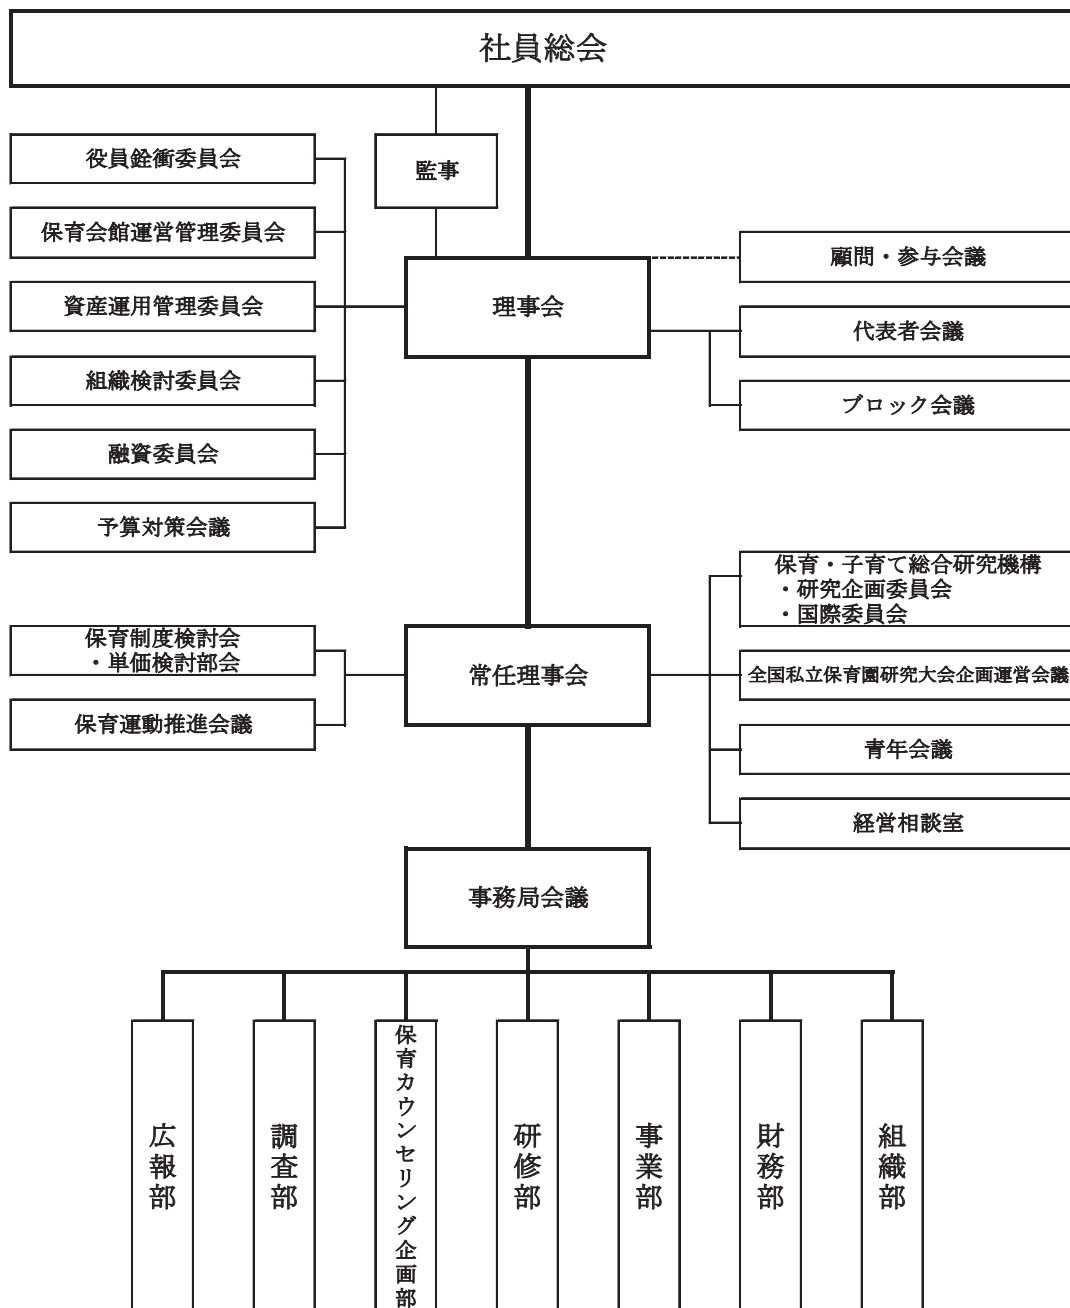 社員総会
監事
役員銓衡委員会
保育会館運営管理委員会
資産運用管理委員会
組織検討委員会
融資委員会
予算対策会議
理事会
顧問・参与会議
代表者会議
ブロック会議
保育制度検討会
・単価検討部会
保育運動推進会議
常任理事会
保育・子育て総合研究機構
・研究企画委員会
・国際委員会
全国私立保育園研究大会企画運営会議
青年会議
経営相談室
事務局会議
広報部
調査部
保育カウンセリング企画部
研修部
事業部
財務部
組織部